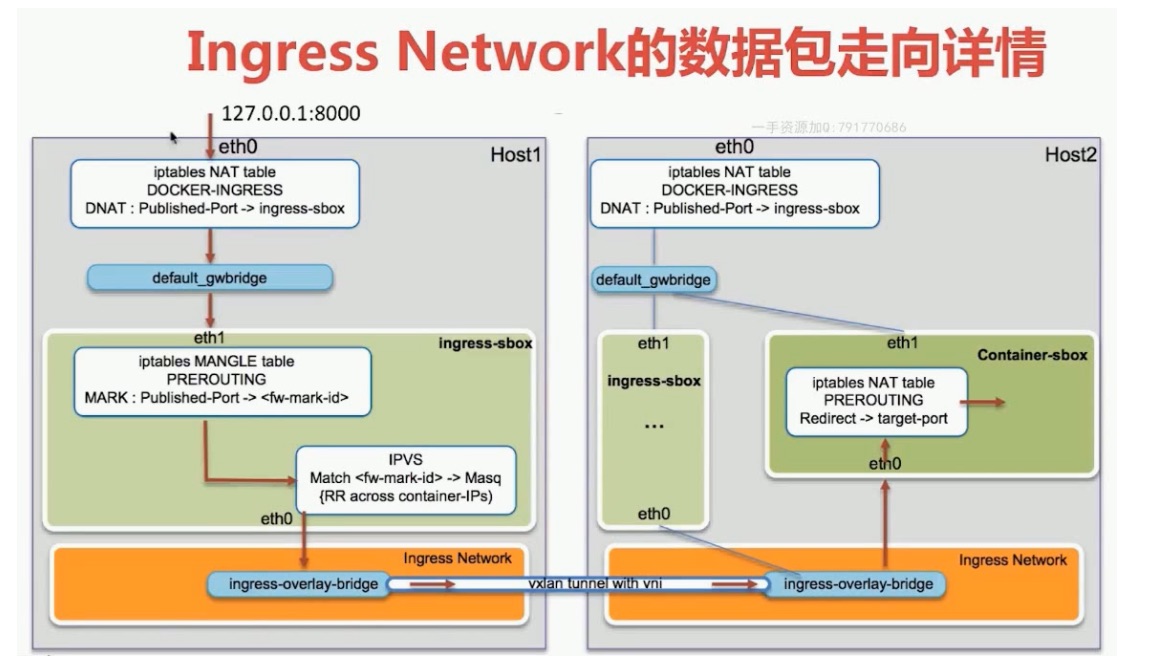 Ingress Network的数据包走向详情
127.0.0.1:8000
一手资源加Q:791770686
eth0
Host1
iptables NAT table
DOCKER-INGRESS
DNAT : Published-Port -> ingress-sbox
default_gwbridge
eth1
ingress-sbox
iptables MANGLE table
PREROUTING
MARK : Published-Port -> <fw-mark-id>
IPVS
Match <fw-mark-id> -> Masq
{RR across container-IPs)
eth0
Ingress Network
ingress-overlay-bridge
vxlan tunnel with vni
eth0
Host2
iptables NAT table
DOCKER-INGRESS
DNAT : Published-Port -> ingress-sbox
default_gwbridge
eth1
ingress-sbox
...
eth0
eth1
Container-sbox
iptables NAT table
PREROUTING
Redirect -> target-port
eth0
Ingress Network
ingress-overlay-bridge